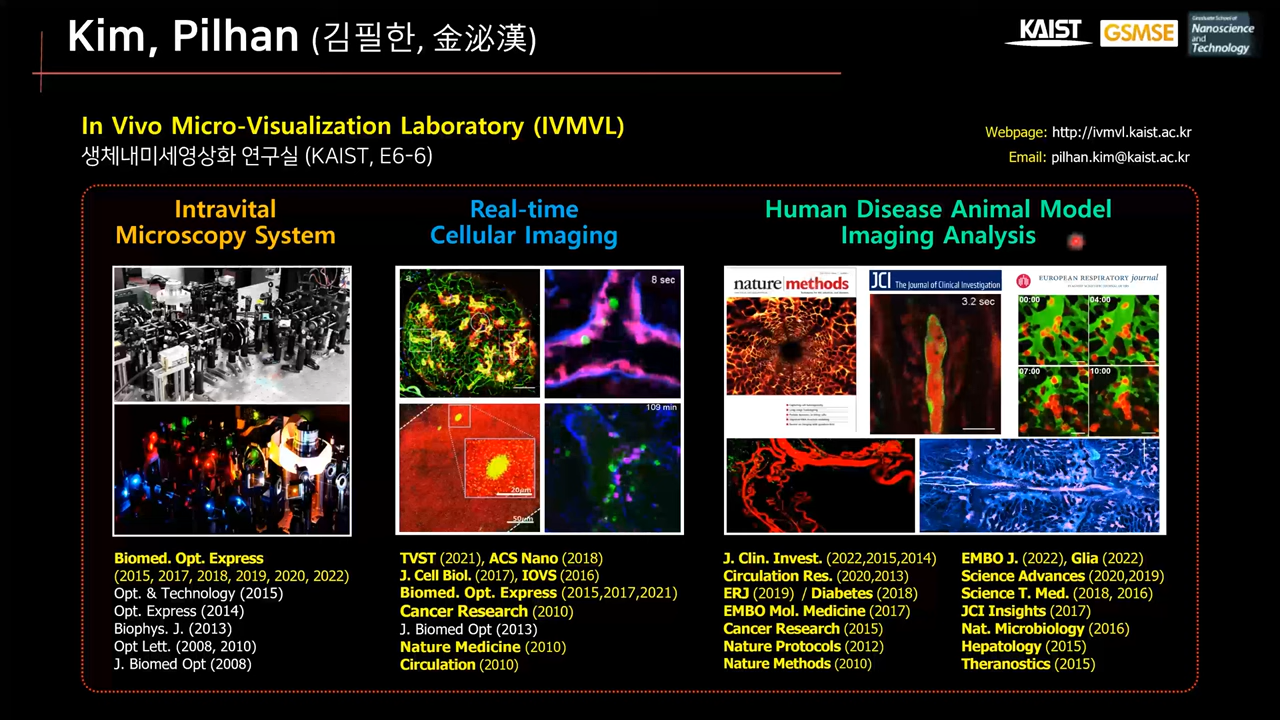 Kim, Pilhan (김필한, 金泌漢)
KAIST
GSMSE
Graduate School of
Nanoscience
and
Technology
In Vivo Micro-Visualization Laboratory (IVMVL)
생체내미세영상화 연구실 (KAIST, E6-6)
Webpage: http://ivmvl.kaist.ac.kr
Email: pilhan.kim@kaist.ac.kr
Intravital
Microscopy System
Real-time
Cellular Imaging
8 sec
109 min
20μm
50μm
Human Disease Animal Model
Imaging Analysis
nature methods
JCI The Journal of Clinical Investigation
3.2 sec
EUROPEAN RESPIRATORY journal
00:00
04:00
07:00
10:00
Biomed. Opt. Express
(2015, 2017, 2018, 2019, 2020, 2022)
Opt. & Technology (2015)
Opt. Express (2014)
Biophys. J. (2013)
Opt Lett. (2008, 2010)
J. Biomed Opt (2008)
TVST (2021), ACS Nano (2018)
J. Cell Biol. (2017), IOVS (2016)
Biomed. Opt. Express (2015,2017,2021)
Cancer Research (2010)
J. Biomed Opt (2013)
Nature Medicine (2010)
Circulation (2010)
J. Clin. Invest. (2022,2015,2014)
Circulation Res. (2020,2013)
ERJ (2019) / Diabetes (2018)
EMBO Mol. Medicine (2017)
Cancer Research (2015)
Nature Protocols (2012)
Nature Methods (2010)
EMBO J. (2022), Glia (2022)
Science Advances (2020,2019)
Science T. Med. (2018, 2016)
JCI Insights (2017)
Nat. Microbiology (2016)
Hepatology (2015)
Theranostics (2015)